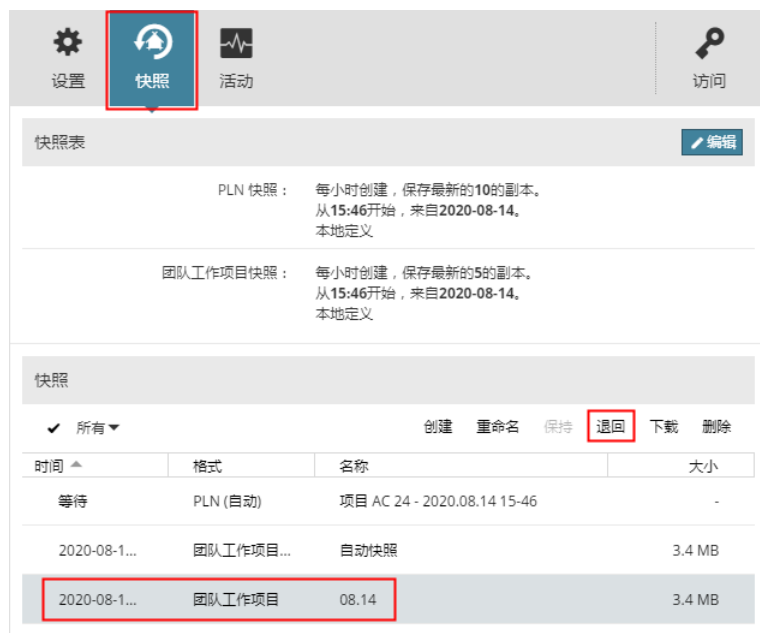 设置 快照 活动 访问
快照表 编辑
PLN 快照： 每小时创建，保存最新的10的副本。
从15:46开始，来自2020-08-14。
本地定义
团队工作项目快照： 每小时创建，保存最新的5的副本。
从15:46开始，来自2020-08-14。
本地定义
快照
所有 创建 重命名 保持 退回 下载 删除
时间 格式 名称 大小
等待 PLN (自动) 项目 AC 24 - 2020.08.14 15-46 -
2020-08-1... 团队工作项目... 自动快照 3.4 MB
2020-08-1... 团队工作项目 08.14 3.4 MB